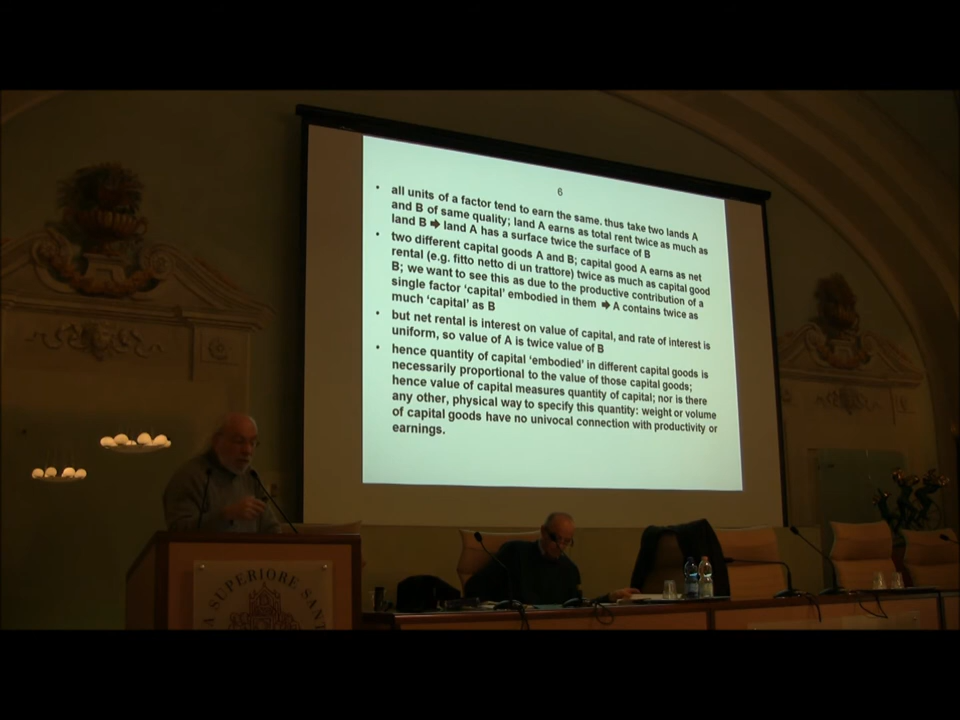 6
• all units of a factor tend to earn the same. thus take two lands A
and B of same quality; land A earns as total rent twice as much as
land B ➡ land A has a surface twice the surface of B
• two different capital goods A and B; capital good A earns as net
rental (e.g. fitto netto di un trattore) twice as much as capital good
B; we want to see this as due to the productive contribution of a
single factor ‘capital’ embodied in them ➡ A contains twice as
much ‘capital’ as B
• but net rental is interest on value of capital, and rate of interest is
uniform, so value of A is twice value of B
• hence quantity of capital ‘embodied’ in different capital goods is
necessarily proportional to the value of those capital goods;
hence value of capital measures quantity of capital; nor is there
any other, physical way to specify this quantity: weight or volume
of capital goods have no univocal connection with productivity or
earnings.
A SUPERIORE SANT